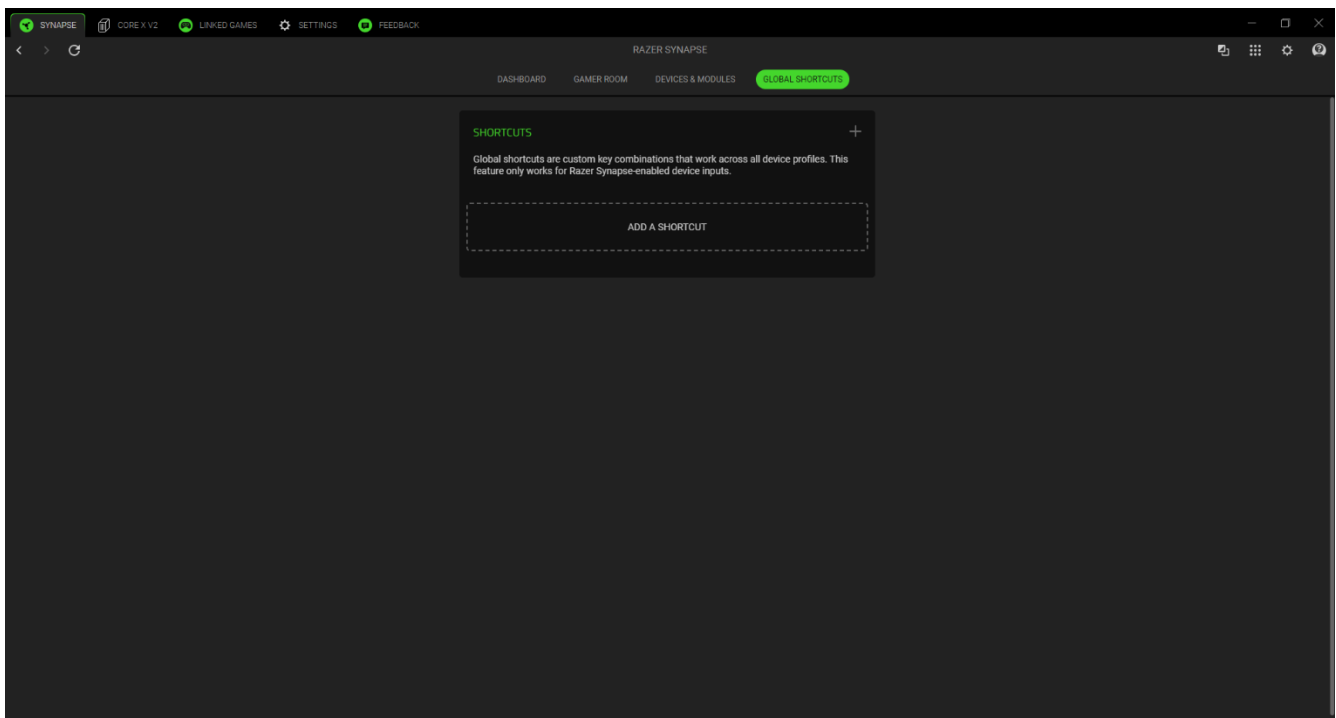 SYNAPSE CORE X V2 LINKED GAMES SETTINGS FEEDBACK
RAZER SYNAPSE
DASHBOARD GAMER ROOM DEVICES & MODULES GLOBAL SHORTCUTS
SHORTCUTS
Global shortcuts are custom key combinations that work across all device profiles. This
feature only works for Razer Synapse-enabled device inputs.
ADD A SHORTCUT